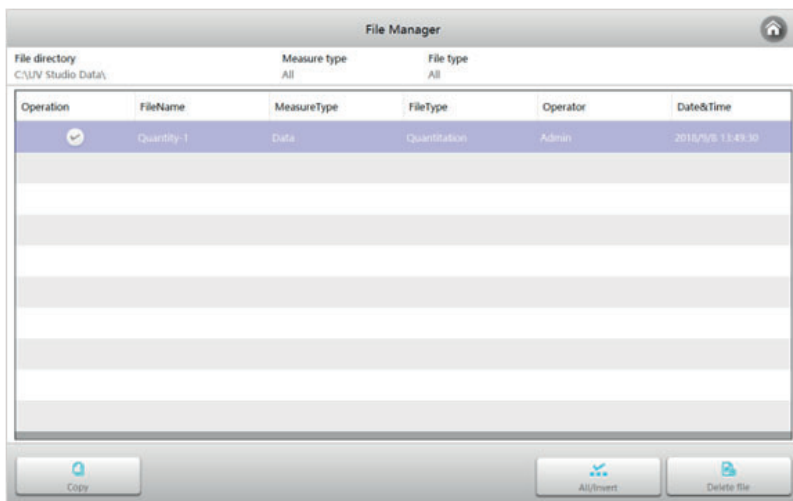 File Manager
File directory Measure type File type
C:\UV Studio Data\ All All
Operation FileName MeasureType FileType Operator Date&Time
Quantity-1 Data Quantitation Admin 2018/9/8 13:49:30
Copy All/Invert Delete file